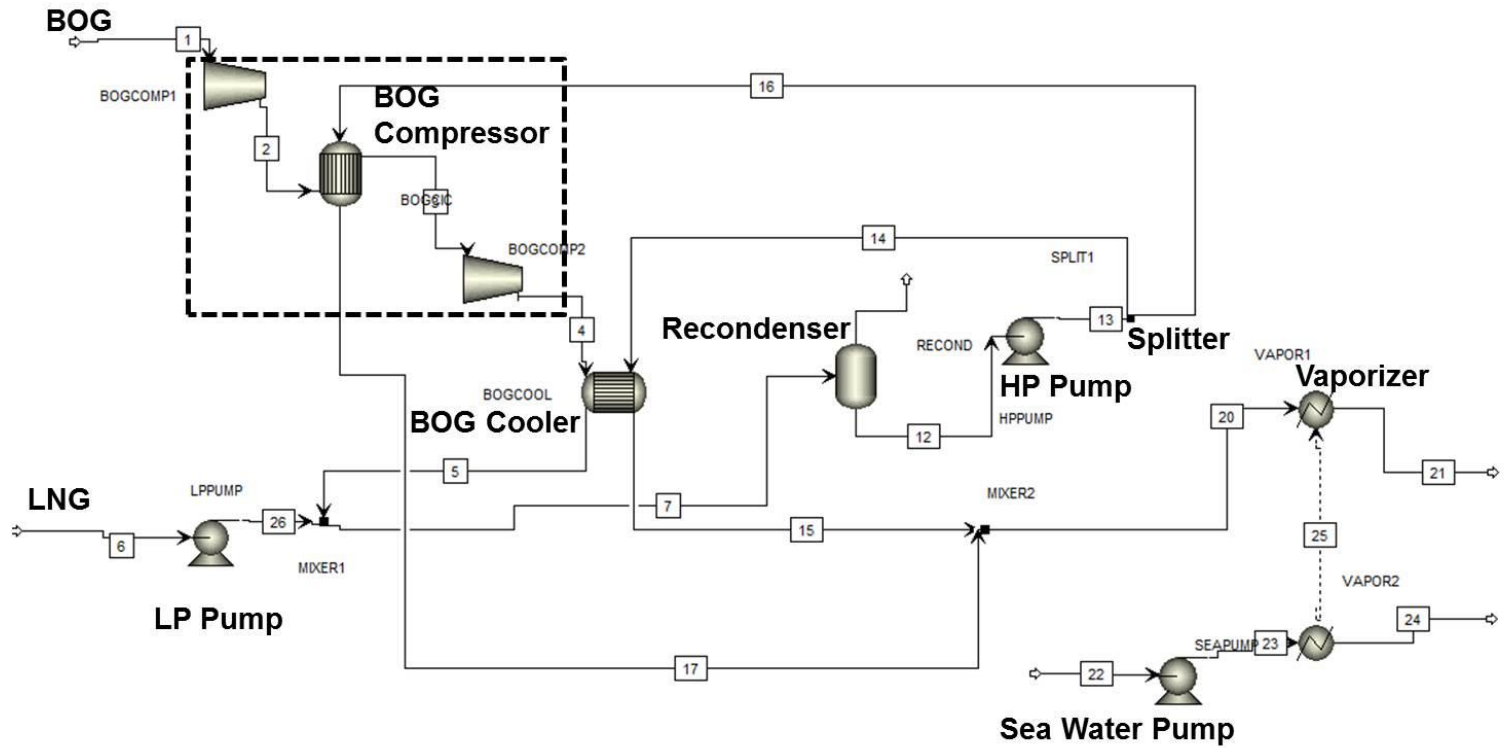 BOG
1
BOGCOMP1
16
BOG
Compressor
2
BOGCIC
3
BOGCOMP2
14
SPLIT1
4
Recondenser
RECOND
13
Splitter
HP Pump
VAPOR1
Vaporizer
BOGCOOL
BOG Cooler
12
HPPUMP
20
5
21
LNG
LPPUMP
26
7
MIXER2
6
15
25
MIXER1
LP Pump
VAPOR2
24
SEAPUMP
23
17
22
Sea Water Pump